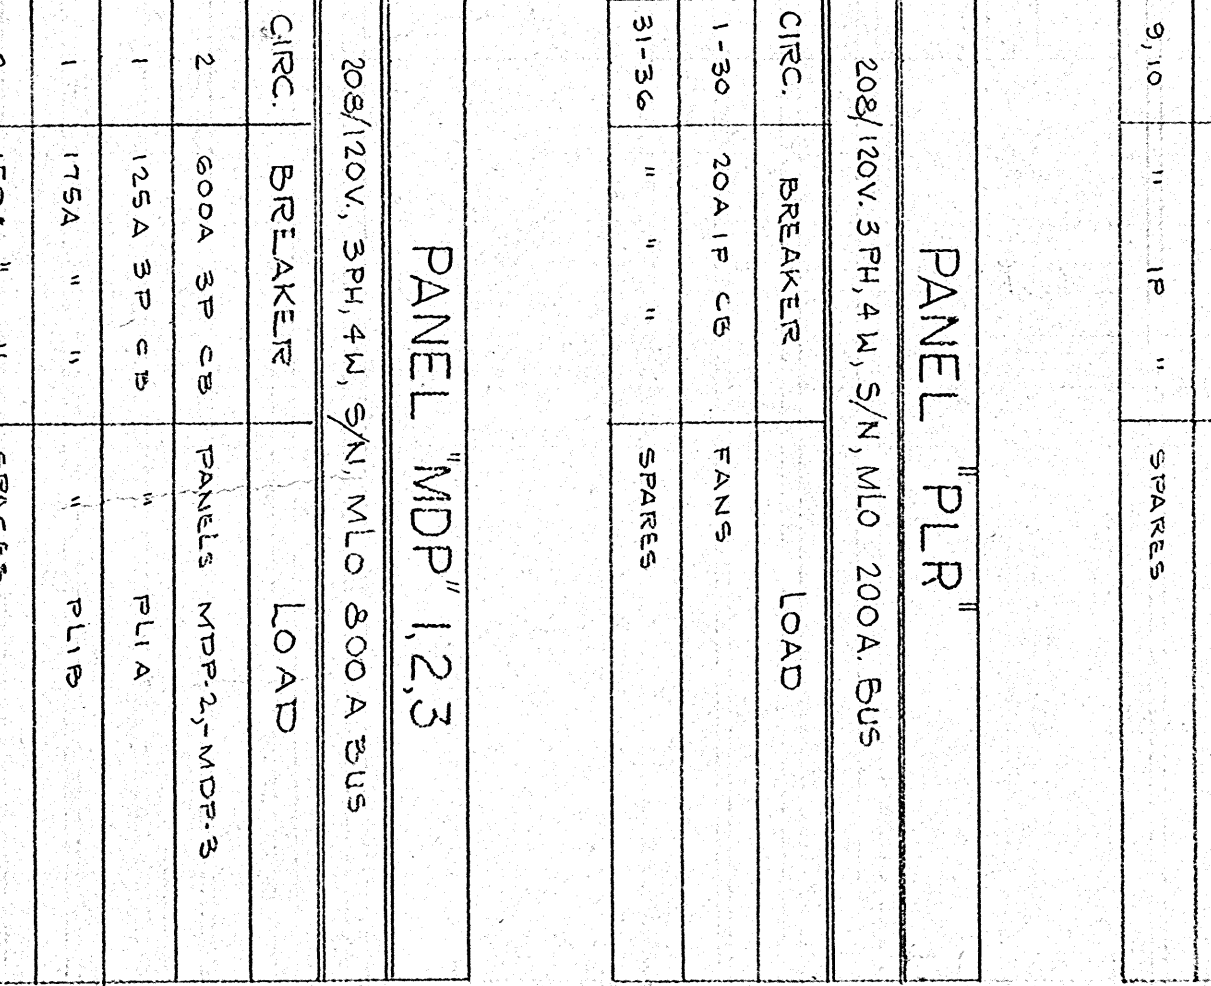 9,10 " 1P " SPARES
PANEL "PLR"
208/120V. 3PH, 4W, S/N, MLO 200A. BUS
CIRC. BREAKER LOAD
1-30 20A.1P CB FANS
31-36 " " " SPARES
PANEL "MDP" 1,2,3
208/120V., 3PH, 4W, S/N, MLO 800 A BUS
CIRC. BREAKER LOAD
2 600A 3P CB PANELS MDP-2,-MDP-3
1 125A 3P CB " PL1A
1 175A " " " PL1B